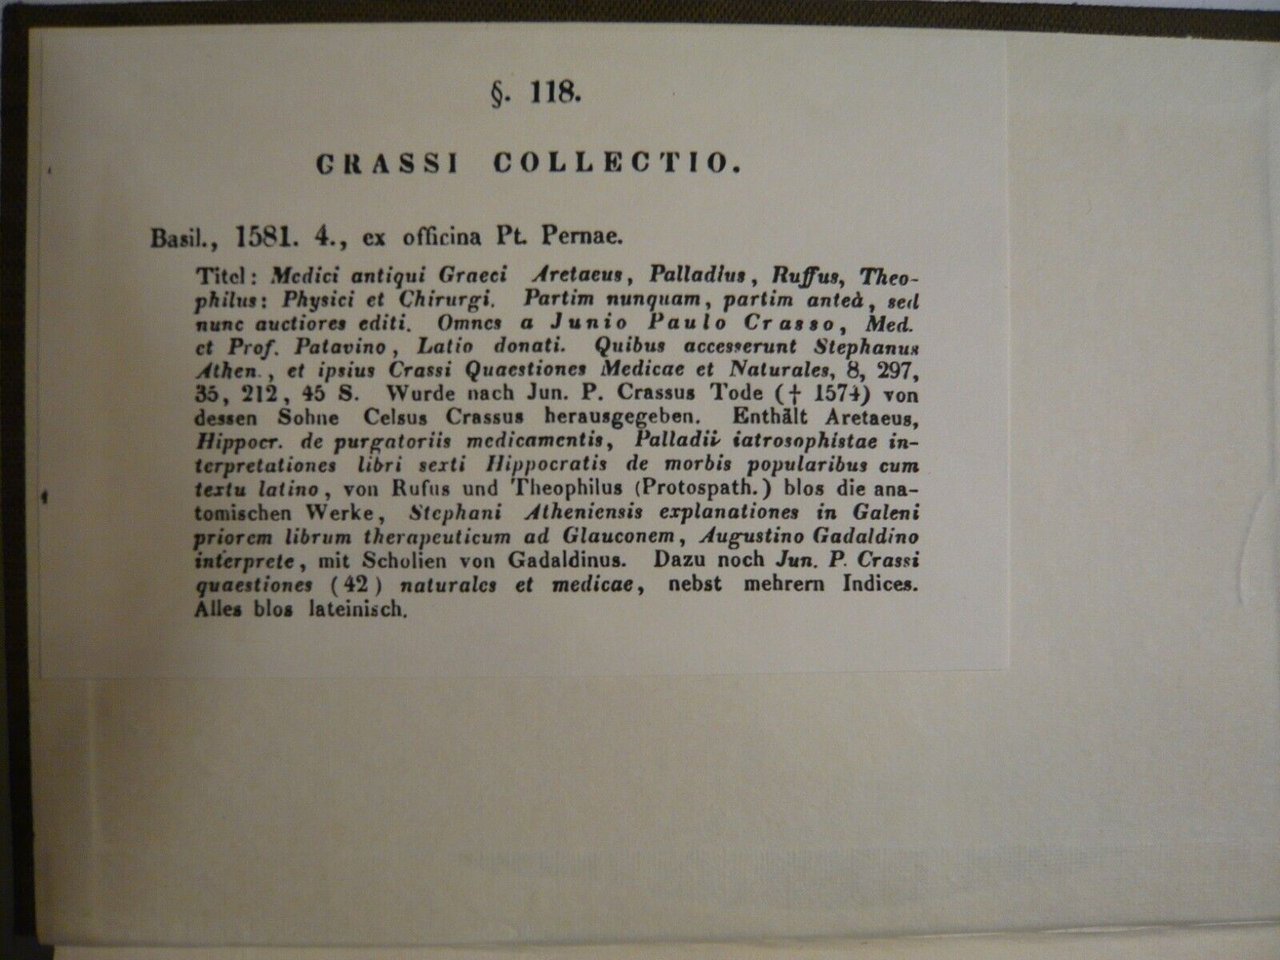 §. 118.
CRASSI COLLECTIO.
Basil., 1581. 4., ex officina Pt. Pernae.
Titel: Medici antiqui Graeci Aretaeus, Palladius, Ruffus, Theo-
philus: Physici et Chirurgi. Partim nunquam, partim anteà, sed
nunc auctiores editi. Omnes a Junio Paulo Crasso, Med.
et Prof. Patavino, Latio donati. Quibus accesserunt Stephanus
Athen., et ipsius Crassi Quaestiones Medicae et Naturales, 8, 297,
35, 212, 45 S. Wurde nach Jun. P. Crassus Tode († 1574) von
dessen Sohne Celsus Crassus herausgegeben. Enthält Aretaeus,
Hippocr. de purgatoriis medicamentis, Palladii iatrosophistae in-
terpretationes libri sexti Hippocratis de morbis popularibus cum
textu latino, von Rufus und Theophilus (Protospath.) blos die ana-
tomischen Werke, Stephani Atheniensis explanationes in Galeni
priorem librum therapeuticum ad Glauconem, Augustino Gadaldino
interprete, mit Scholien von Gadaldinus. Dazu noch Jun. P. Crassi
quaestiones (42) naturales et medicae, nebst mehrern Indices.
Alles blos lateinisch.